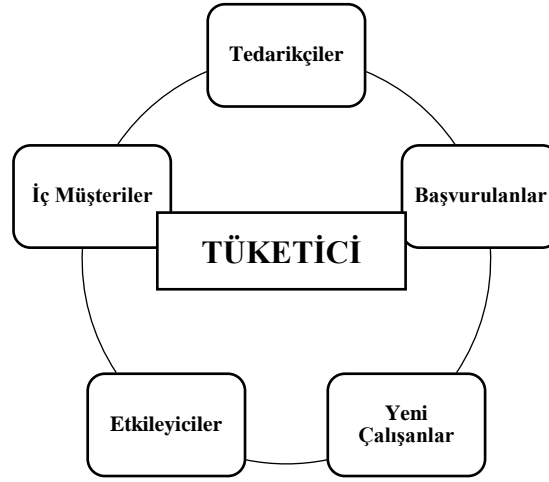 Tedarikçiler
İç Müşteriler
Başvurulanlar
TÜKETİCİ
Etkileyiciler
Yeni
Çalışanlar